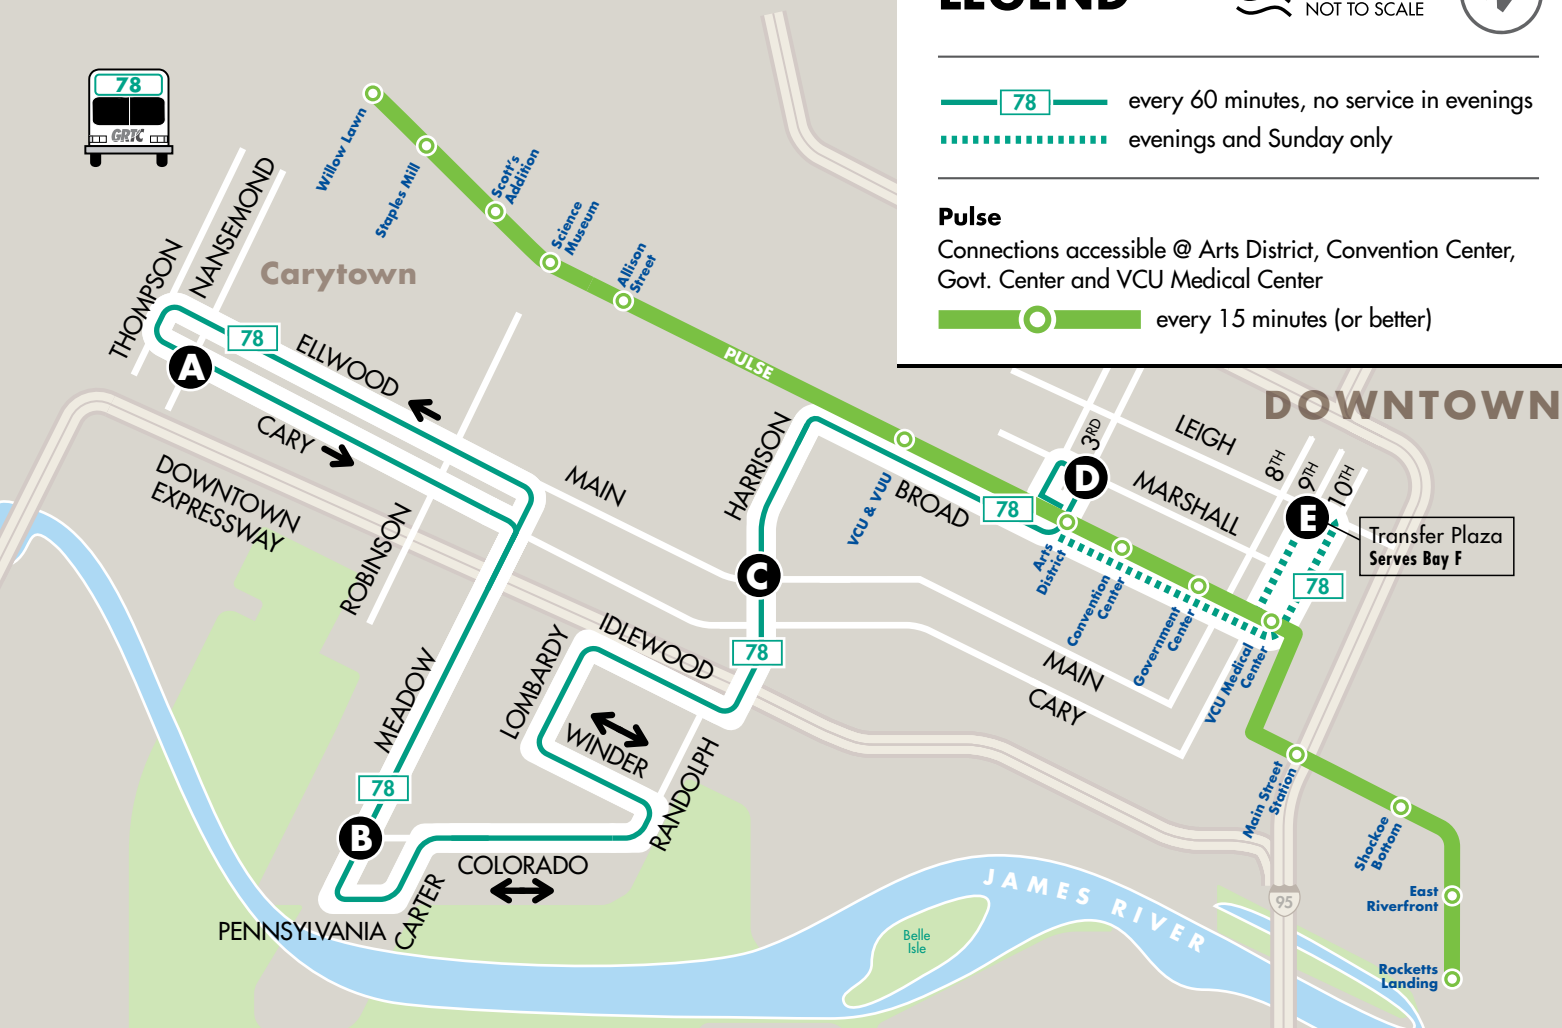 LEGEND
NOT TO SCALE
78
every 60 minutes, no service in evenings
evenings and Sunday only
Pulse
Connections accessible @ Arts District, Convention Center,
Govt. Center and VCU Medical Center
every 15 minutes (or better)
78
GRTC
Willow Lawn
Staples Mill
Scott's
Addition
Science
Museum
Allison
Street
PULSE
THOMPSON
NANSEMOND
Carytown
78
A
ELLWOOD
CARY
DOWNTOWN
EXPRESSWAY
ROBINSON
MAIN
HARRISON
VCU & VUU
BROAD
78
3RD
D
LEIGH
MARSHALL
DOWNTOWN
8TH
9TH
10TH
E
Transfer Plaza
Serves Bay F
78
Arts
District
Convention
Center
Government
Center
VCU Medical
Center
C
78
MAIN
CARY
IDLEWOOD
LOMBARDY
WINDER
RANDOLPH
MEADOW
78
B
COLORADO
CARTER
PENNSYLVANIA
Main Street
Station
Shockoe
Bottom
East
Riverfront
Rocketts
Landing
95
JAMES RIVER
Belle
Isle